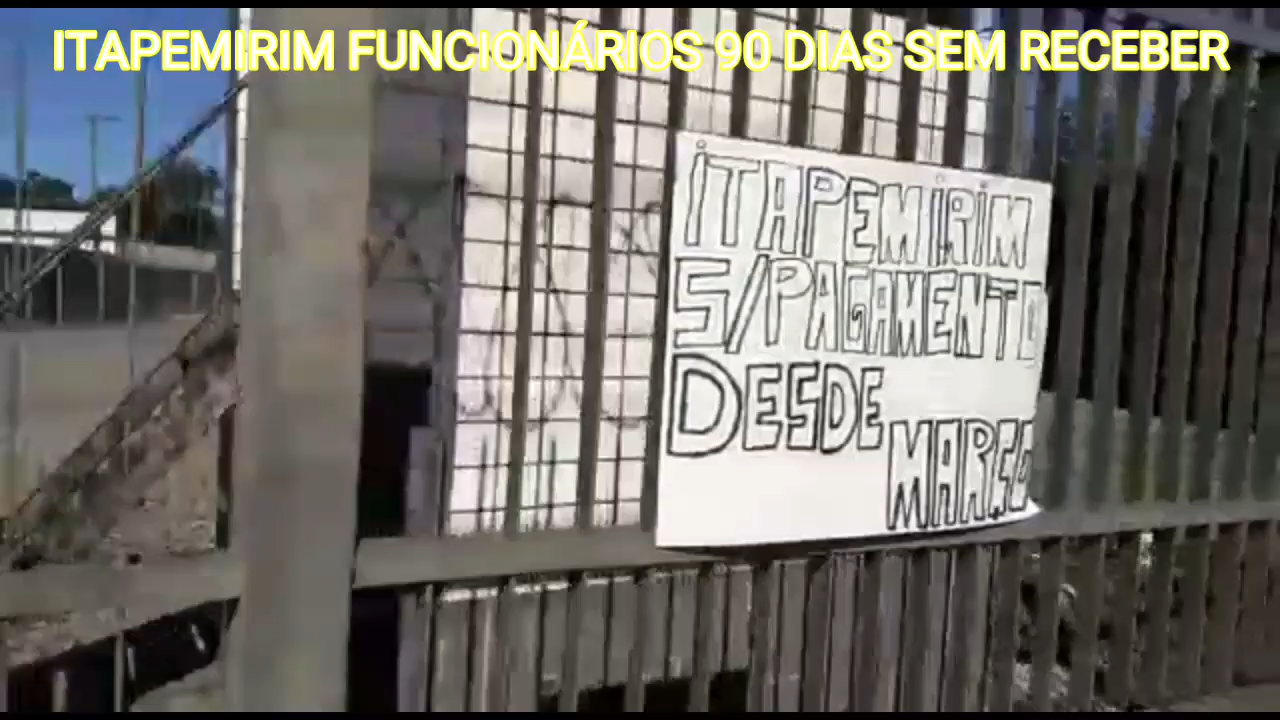 ITAPEMIRIM FUNCIONÁRIOS 90 DIAS SEM RECEBER
iTAPEMiRiM
S/PAGAMENTO
DESDE
MARÇO